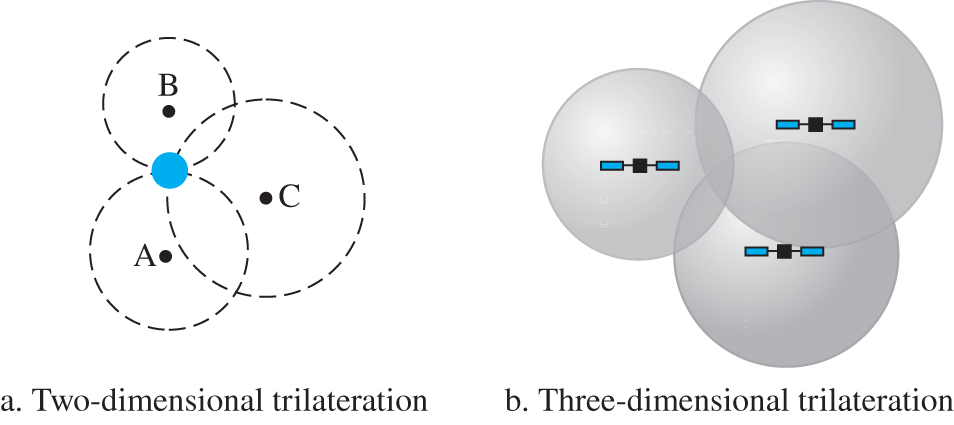 B
C
A
a. Two-dimensional trilateration
b. Three-dimensional trilateration